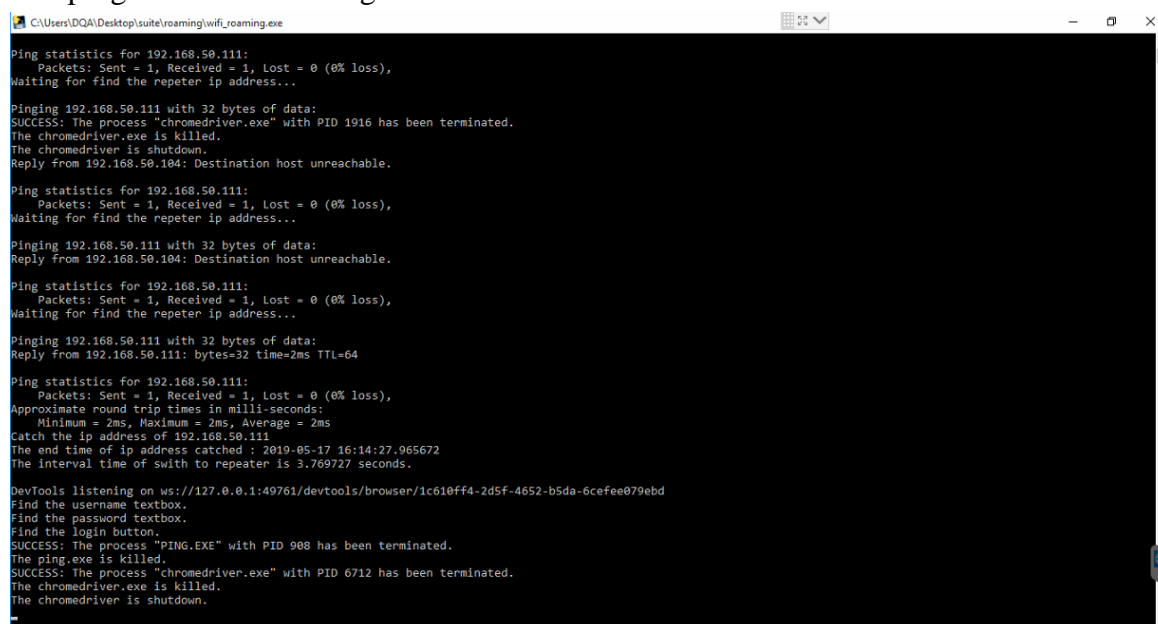 C:\Users\DQA\Desktop\suite\roaming\wifi_roaming.exe
Ping statistics for 192.168.50.111:
Packets: Sent = 1, Received = 1, Lost = 0 (0% loss),
Waiting for find the repeter ip address...
Pinging 192.168.50.111 with 32 bytes of data:
SUCCESS: The process "chromedriver.exe" with PID 1916 has been terminated.
The chromedriver.exe is killed.
The chromedriver is shutdown.
Reply from 192.168.50.104: Destination host unreachable.
Ping statistics for 192.168.50.111:
Packets: Sent = 1, Received = 1, Lost = 0 (0% loss),
Waiting for find the repeter ip address...
Pinging 192.168.50.111 with 32 bytes of data:
Reply from 192.168.50.104: Destination host unreachable.
Ping statistics for 192.168.50.111:
Packets: Sent = 1, Received = 1, Lost = 0 (0% loss),
Waiting for find the repeter ip address...
Pinging 192.168.50.111 with 32 bytes of data:
Reply from 192.168.50.111: bytes=32 time=2ms TTL=64
Ping statistics for 192.168.50.111:
Packets: Sent = 1, Received = 1, Lost = 0 (0% loss),
Approximate round trip times in milli-seconds:
Minimum = 2ms, Maximum = 2ms, Average = 2ms
Catch the ip address of 192.168.50.111
The end time of ip address catched : 2019-05-17 16:14:27.965672
The interval time of swith to repeater is 3.769727 seconds.
DevTools listening on ws://127.0.0.1:49761/devtools/browser/1c610ff4-2d5f-4652-b5da-6cefee079ebd
Find the username textbox.
Find the password textbox.
Find the login button.
SUCCESS: The process "PING.EXE" with PID 908 has been terminated.
The ping.exe is killed.
SUCCESS: The process "chromedriver.exe" with PID 6712 has been terminated.
The chromedriver.exe is killed.
The chromedriver is shutdown.